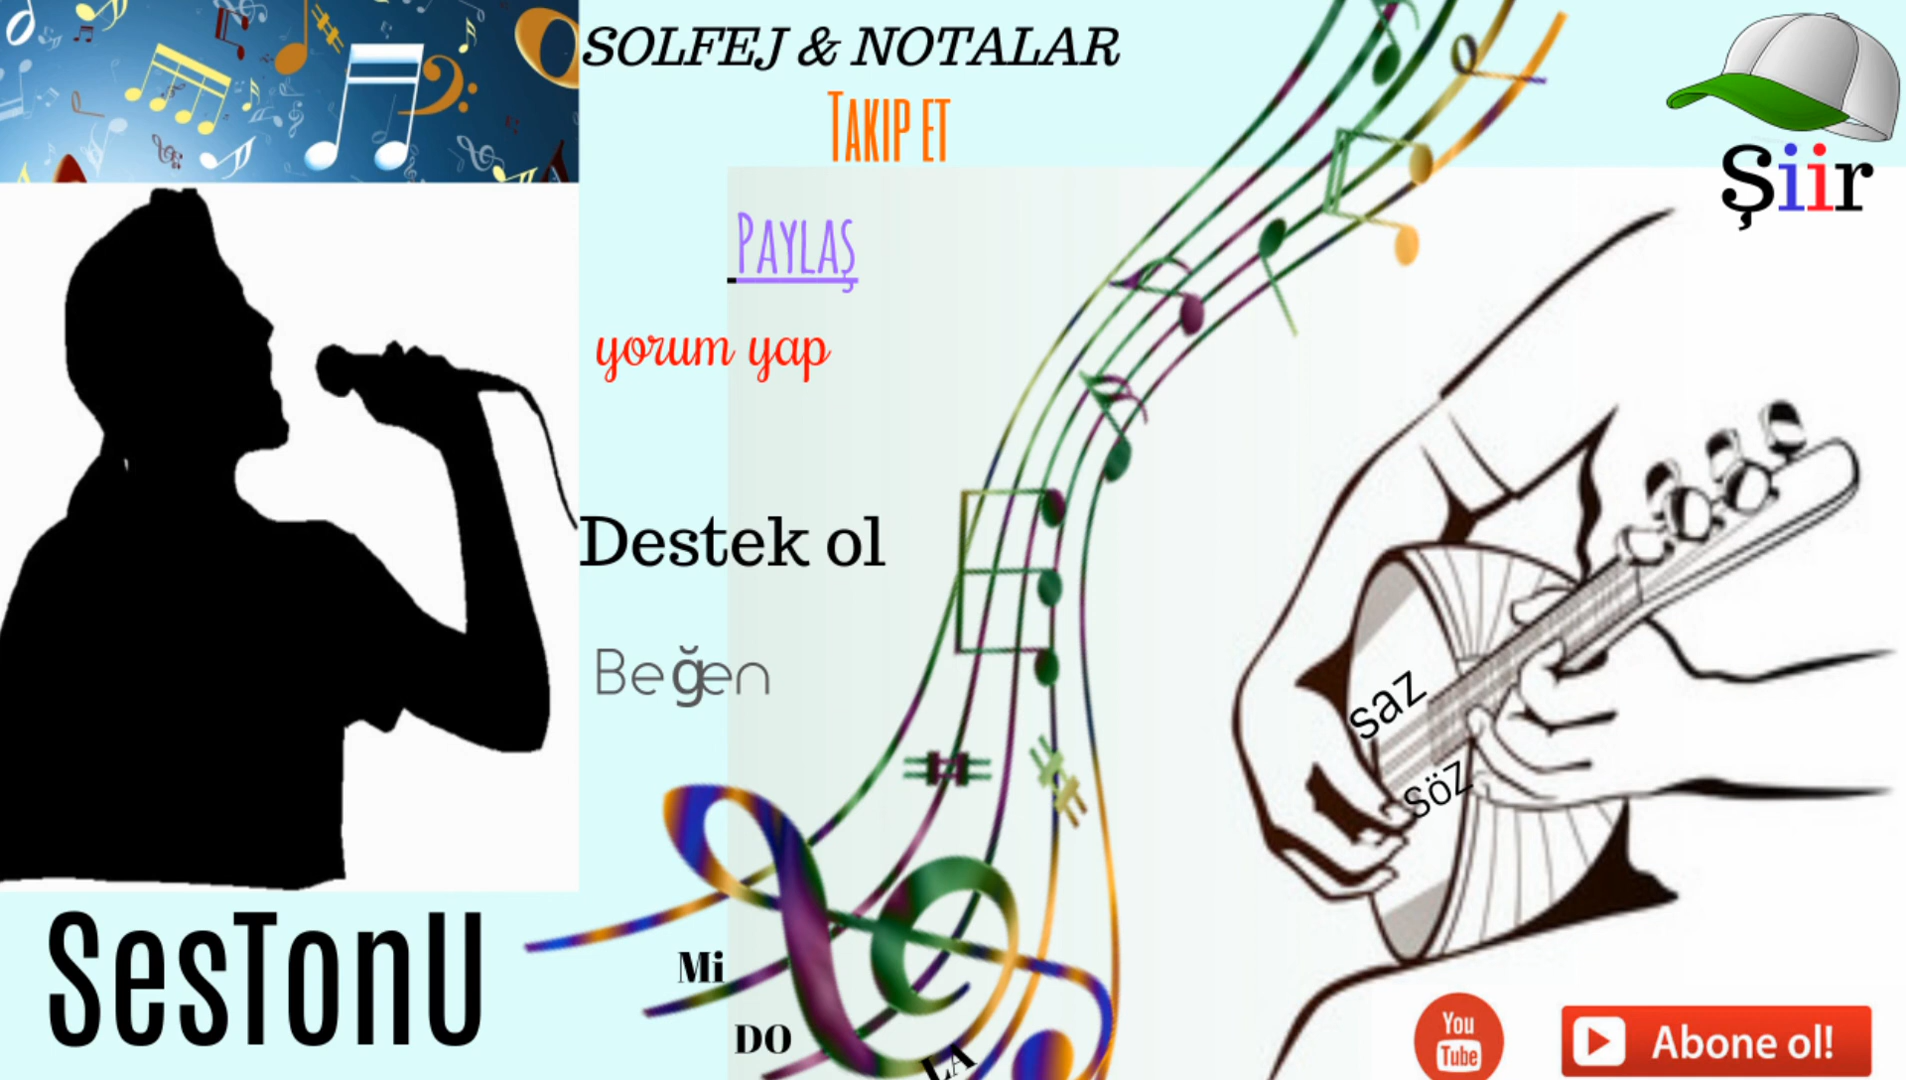 SOLFEJ & NOTALAR
TAKIP ET
Şiir
PAYLAŞ
yorum yap
Destek ol
Beğen
saz
söz
SesTonU
Mi
DO
LA
You
Tube
Abone ol!